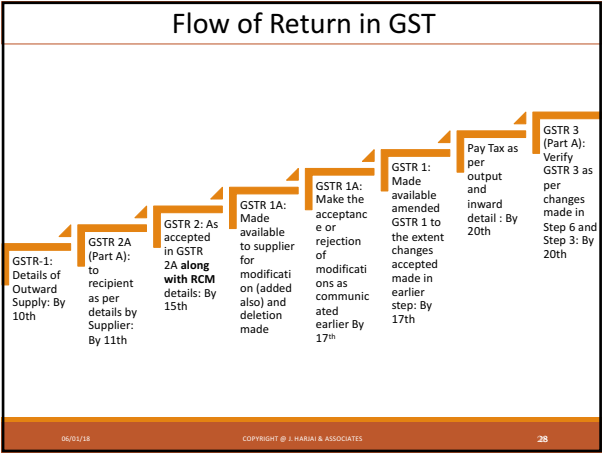 Flow of Return in GST
GSTR-1:
Details of
Outward
Supply: By
10th
GSTR 2A
(Part A):
to
recipient
as per
details by
Supplier:
By 11th
GSTR 2: As
accepted
in GSTR
2A along
with RCM
details: By
15th
GSTR 1A:
Made
available
to supplier
for
modificati
on (added
also) and
deletion
made
GSTR 1A:
Make the
acceptanc
e or
rejection
of
modificati
ons as
communic
ated
earlier By
17th
GSTR 1:
Made
available
amended
GSTR 1 to
the extent
changes
accepted
made in
earlier
step: By
17th
Pay Tax as
per
output
and
inward
detail : By
20th
GSTR 3
(Part A):
Verify
GSTR 3 as
per
changes
made in
Step 6 and
Step 3: By
20th
06/01/18
COPYRIGHT @ J. HARJAI & ASSOCIATES
28